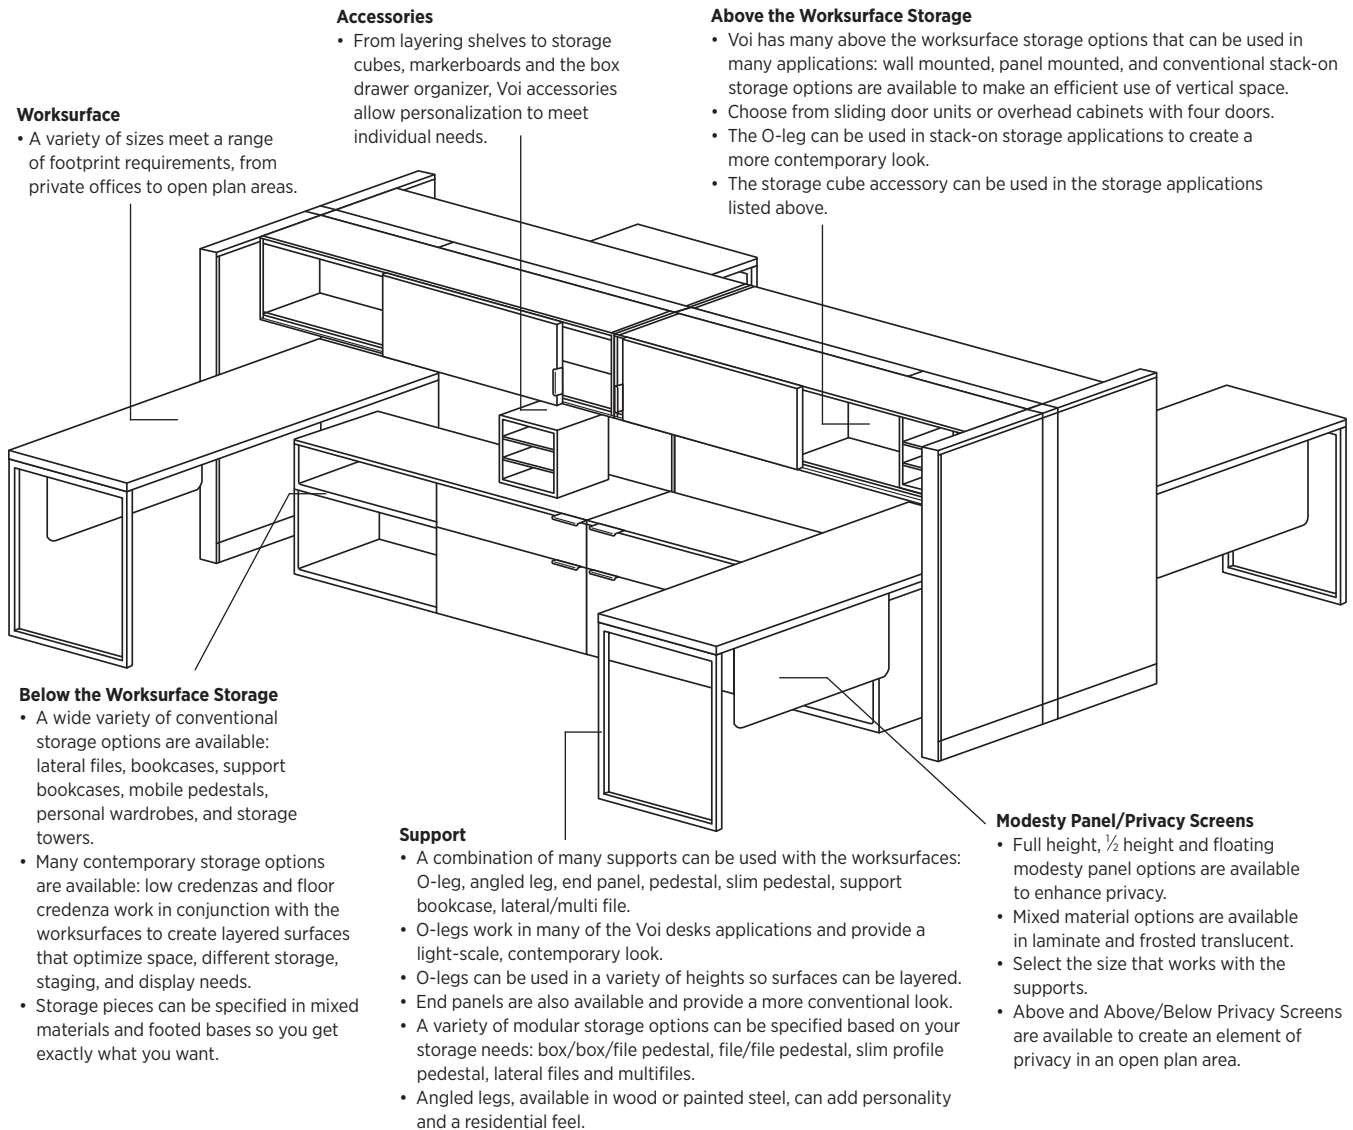 Accessories
• From layering shelves to storage
cubes, markerboards and the box
drawer organizer, Voi accessories
allow personalization to meet
individual needs.
Above the Worksurface Storage
• Voi has many above the worksurface storage options that can be used in
many applications: wall mounted, panel mounted, and conventional stack-on
storage options are available to make an efficient use of vertical space.
• Choose from sliding door units or overhead cabinets with four doors.
• The O-leg can be used in stack-on storage applications to create a
more contemporary look.
• The storage cube accessory can be used in the storage applications
listed above.
Worksurface
• A variety of sizes meet a range
of footprint requirements, from
private offices to open plan areas.
Below the Worksurface Storage
• A wide variety of conventional
storage options are available:
lateral files, bookcases, support
bookcases, mobile pedestals,
personal wardrobes, and storage
towers.
• Many contemporary storage options
are available: low credenzas and floor
credenza work in conjunction with the
worksurfaces to create layered surfaces
that optimize space, different storage,
staging, and display needs.
• Storage pieces can be specified in mixed
materials and footed bases so you get
exactly what you want.
Support
• A combination of many supports can be used with the worksurfaces:
O-leg, angled leg, end panel, pedestal, slim pedestal, support
bookcase, lateral/multi file.
• O-legs work in many of the Voi desks applications and provide a
light-scale, contemporary look.
• O-legs can be used in a variety of heights so surfaces can be layered.
• End panels are also available and provide a more conventional look.
• A variety of modular storage options can be specified based on your
storage needs: box/box/file pedestal, file/file pedestal, slim profile
pedestal, lateral files and multifiles.
• Angled legs, available in wood or painted steel, can add personality
and a residential feel.
Modesty Panel/Privacy Screens
• Full height, ½ height and floating
modesty panel options are available
to enhance privacy.
• Mixed material options are available
in laminate and frosted translucent.
• Select the size that works with the
supports.
• Above and Above/Below Privacy Screens
are available to create an element of
privacy in an open plan area.